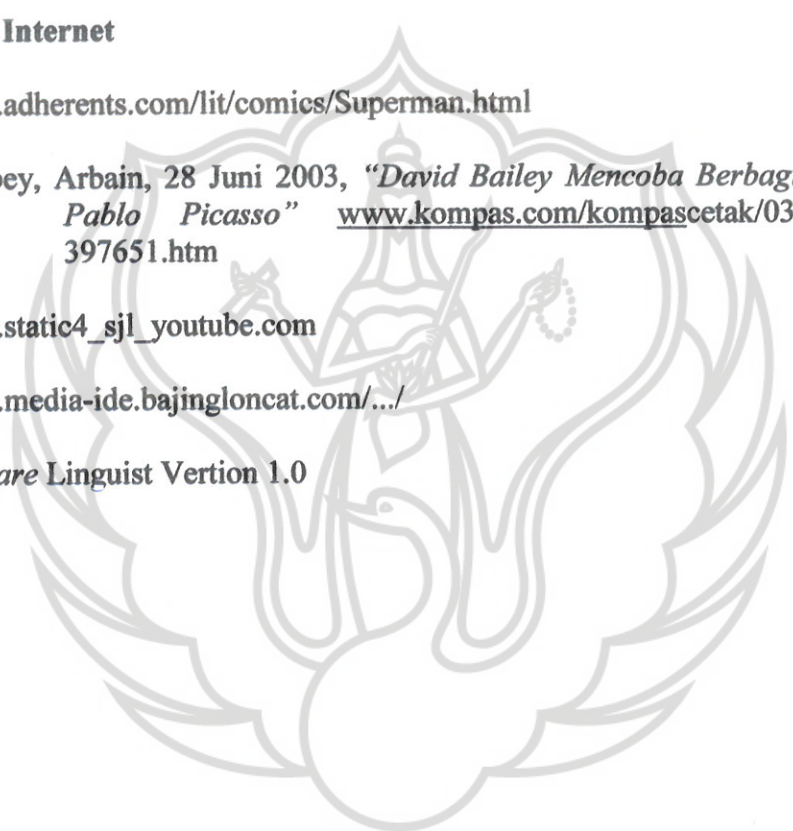 Internet
.adherents.com/lit/comics/Superman.html
ey, Arbain, 28 Juni 2003, “David Bailey Mencoba Berbag
Pablo Picasso” www.kompas.com/kompascetak/03
397651.htm
.static4_sjl_youtube.com
.media-ide.bajingloncat.com/.../
are Linguist Vertion 1.0